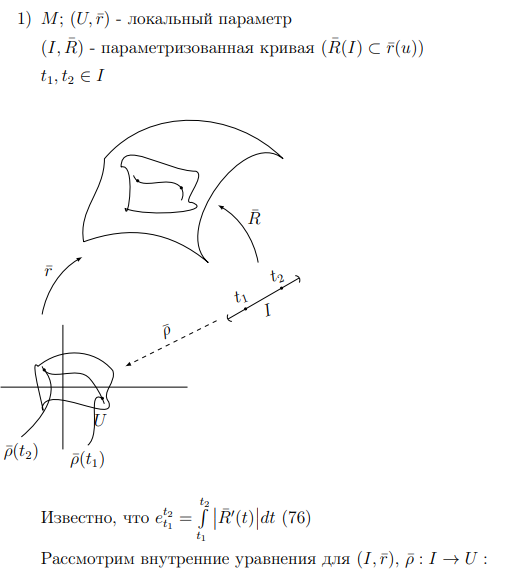 1) M; (U, r̄) - локальный параметр
(I, R̄) - параметризованная кривая (R̄(I) ⊂ r̄(u))
t₁, t₂ ∈ I
R̄
r̄
t₂
t₁
I
ρ̄
U
ρ̄(t₂)
ρ̄(t₁)
Известно, что e_{t₁}^{t₂} = ∫_{t₁}^{t₂} |R̄′(t)|dt (76)
Рассмотрим внутренние уравнения для (I, r̄), ρ̄ : I → U :